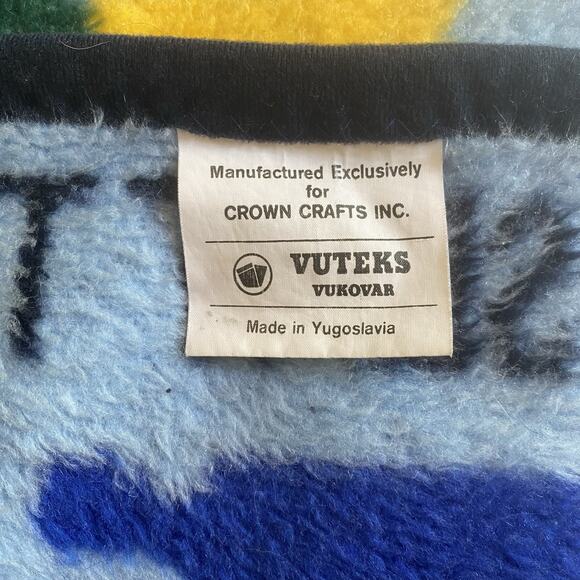 Manufactured Exclusively
for
CROWN CRAFTS INC.
VUTEKS
VUKOVAR
Made in Yugoslavia